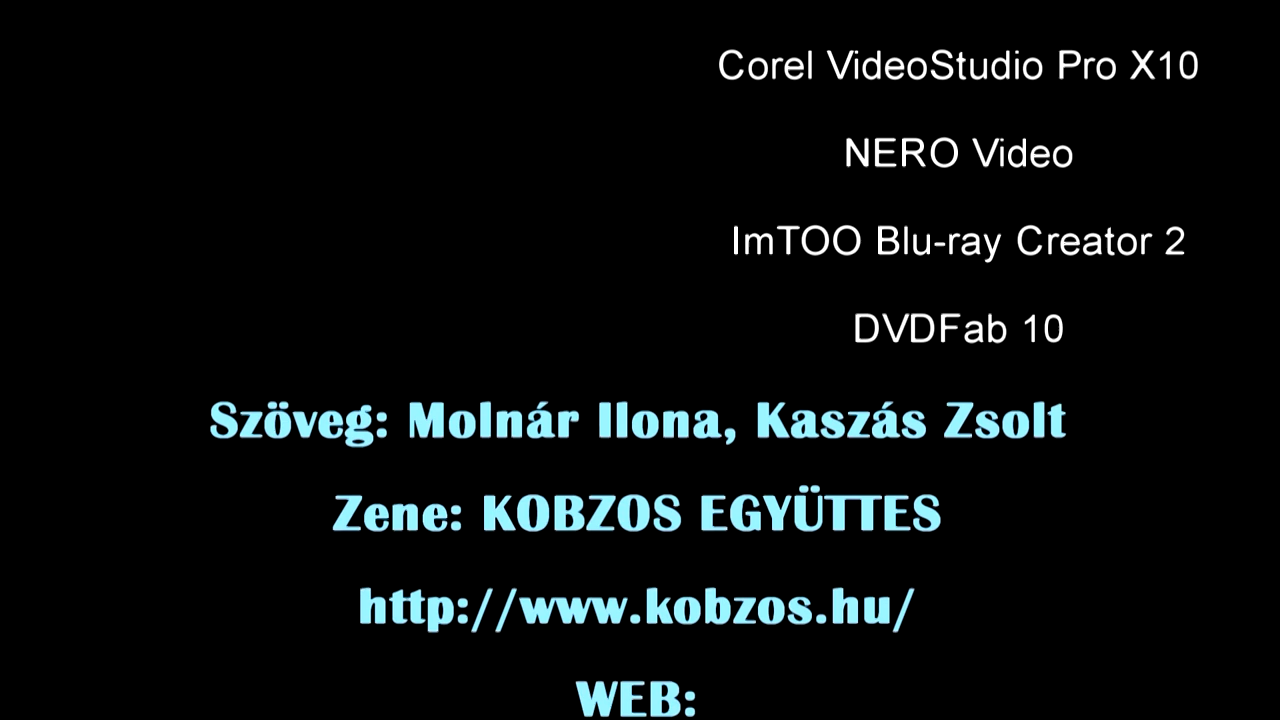 Corel VideoStudio Pro X10
NERO Video
ImTOO Blu-ray Creator 2
DVDFab 10
Szöveg: Molnár Ilona, Kaszás Zsolt
Zene: KOBZOS EGYÜTTES
http://www.kobzos.hu/
WEB: